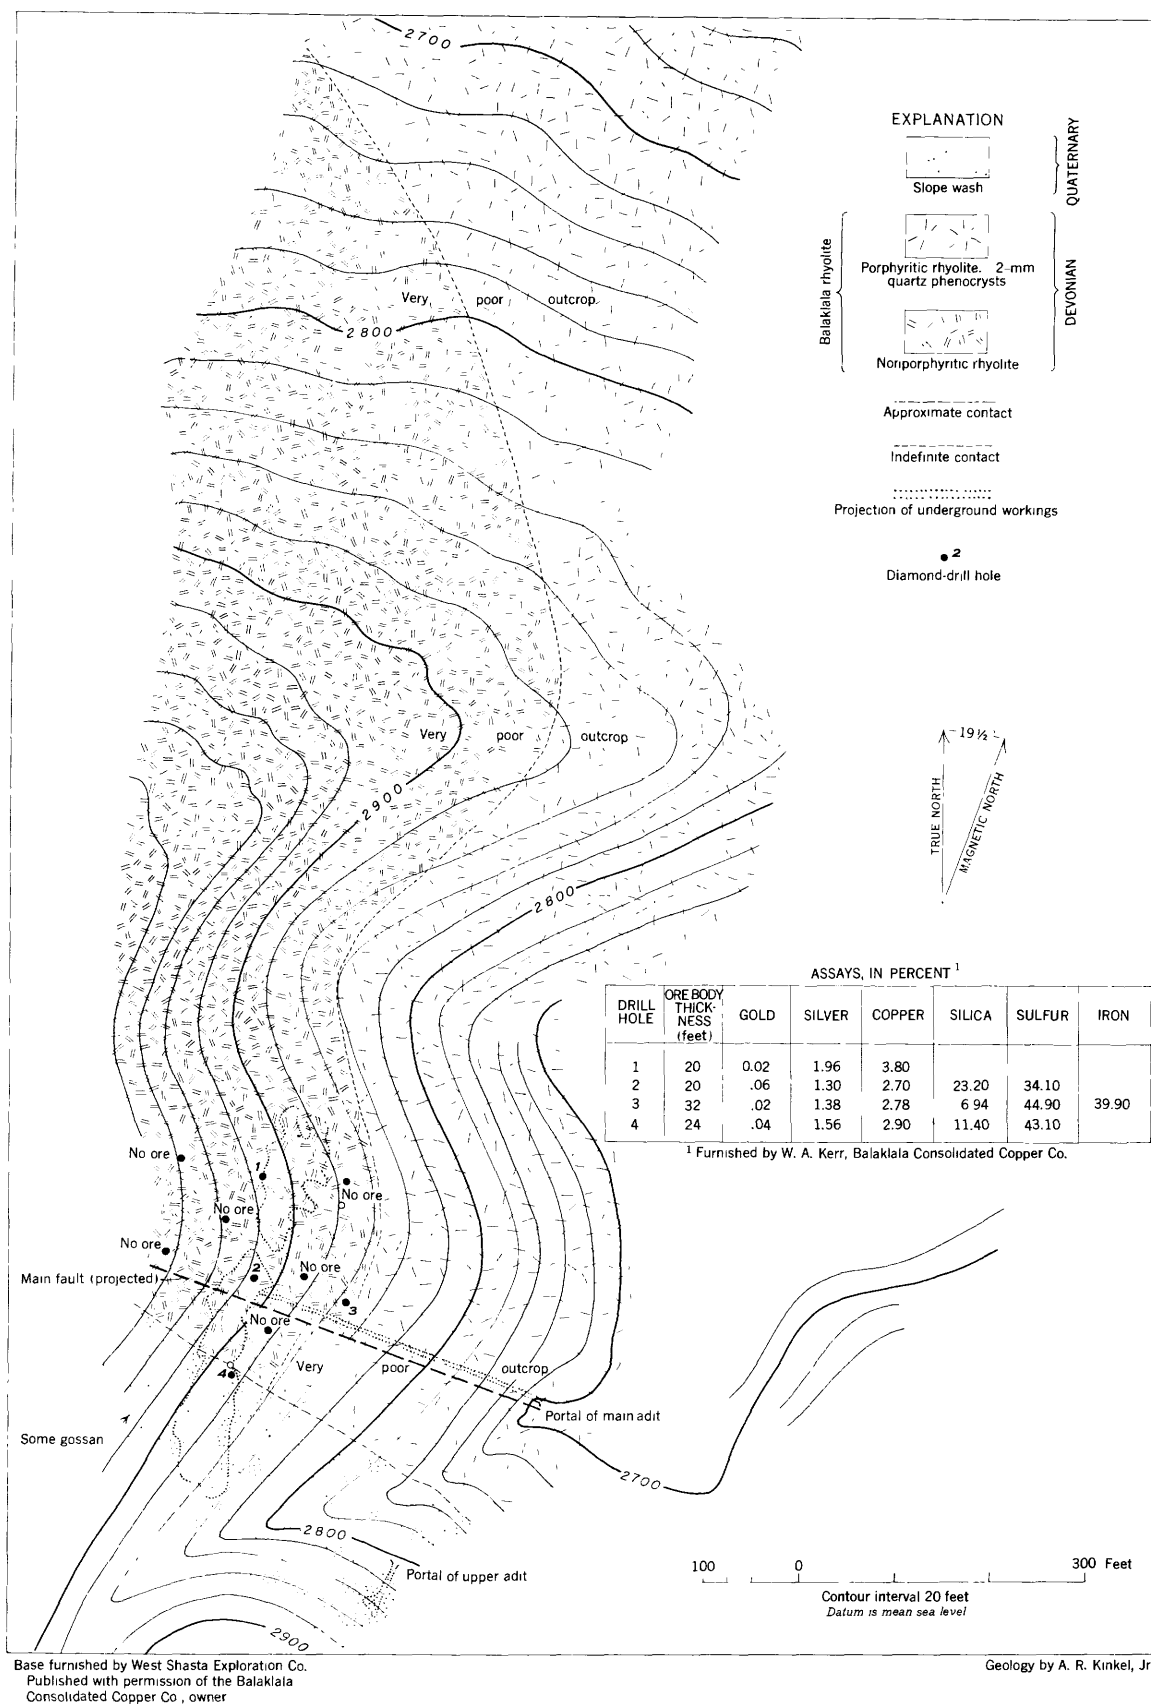 2700
EXPLANATION
Slope wash
QUATERNARY
Porphyritic rhyolite. 2-mm
quartz phenocrysts
Nonporphyritic rhyolite
Balaklala rhyolite
DEVONIAN
Approximate contact
Indefinite contact
Projection of underground workings
2
Diamond-drill hole
Very poor outcrop
2800
Very poor outcrop
2900
19½
TRUE NORTH
MAGNETIC NORTH
2800
ASSAYS, IN PERCENT 1
DRILL HOLE ORE BODY THICK-NESS (feet) GOLD SILVER COPPER SILICA SULFUR IRON
1 20 0.02 1.96 3.80
2 20 .06 1.30 2.70 23.20 34.10
3 32 .02 1.38 2.78 6 94 44.90 39.90
4 24 .04 1.56 2.90 11.40 43.10
1 Furnished by W. A. Kerr, Balaklala Consolidated Copper Co.
No ore
1
No ore
No ore
No ore
Main fault (projected)
2
No ore
3
No ore
4
Very poor outcrop
Portal of main adit
Some gossan
2700
2800
Portal of upper adit
2900
100 0 300 Feet
Contour interval 20 feet
Datum is mean sea level
Base furnished by West Shasta Exploration Co.
Published with permission of the Balaklala
Consolidated Copper Co , owner
Geology by A. R. Kinkel, Jr